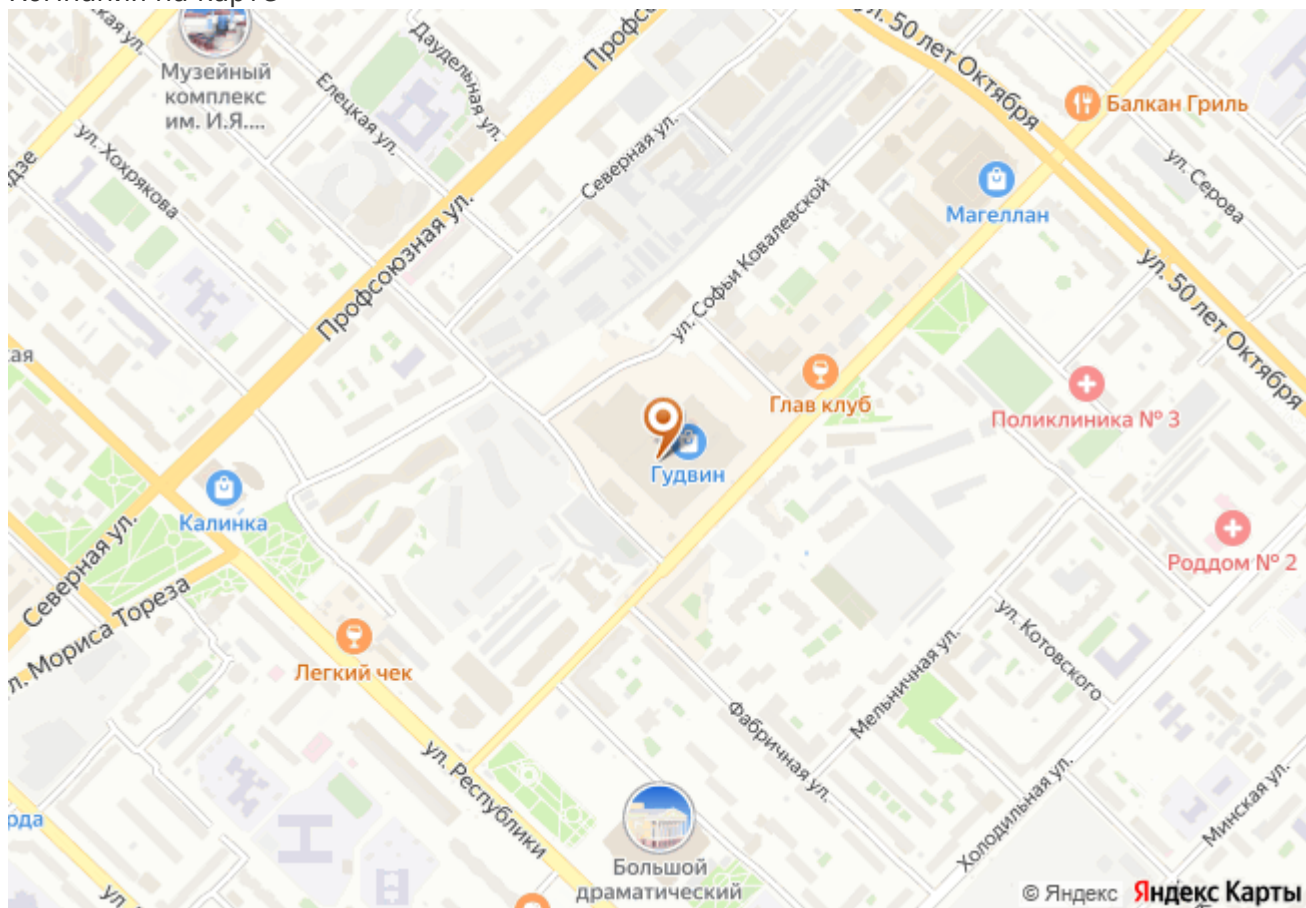 Музейный
комплекс
им. И.Я....
Даудельная ул.
Елецкая ул.
ул. 50 лет Октября
Балкан Гриль
ул. Хохрякова
Северная ул.
Магеллан
ул. Серова
Профсоюзная ул.
ул. Софьи Ковалевской
ул. 50 лет Октября
Глав клуб
Поликлиника № 3
Гудвин
Калинка
Северная ул.
Роддом № 2
л. Мориса Тореза
Легкий чек
ул. Котовского
Мельничная ул.
Фабричная ул.
ул. Республики
Холодильная ул.
Минская ул.
Большой
драматический
© Яндекс Яндекс Карты